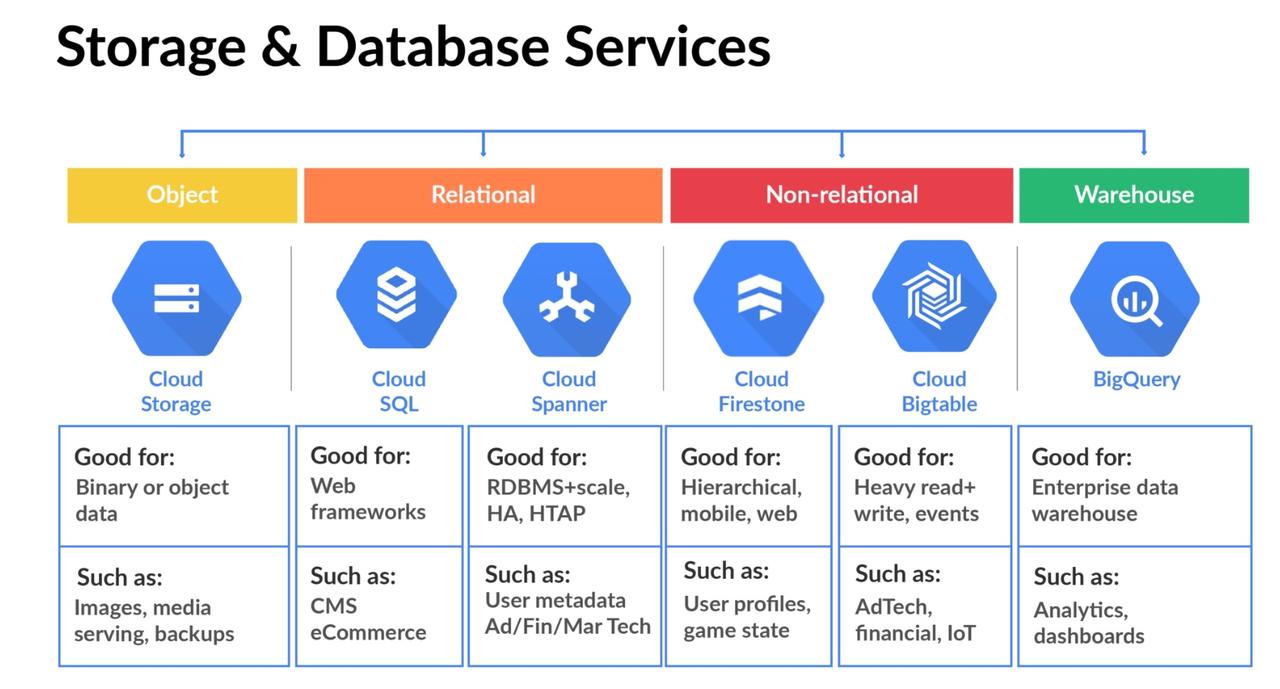 Storage & Database Services
Object
Relational
Non-relational
Warehouse
Cloud
Storage
Cloud
SQL
Cloud
Spanner
Cloud
Firestone
Cloud
Bigtable
BigQuery
Good for:
Binary or object
data
Good for:
Web
frameworks
Good for:
RDBMS+scale,
HA, HTAP
Good for:
Hierarchical,
mobile, web
Good for:
Heavy read+
write, events
Good for:
Enterprise data
warehouse
Such as:
Images, media
serving, backups
Such as:
CMS
eCommerce
Such as:
User metadata
Ad/Fin/Mar Tech
Such as:
User profiles,
game state
Such as:
AdTech,
financial, IoT
Such as:
Analytics,
dashboards